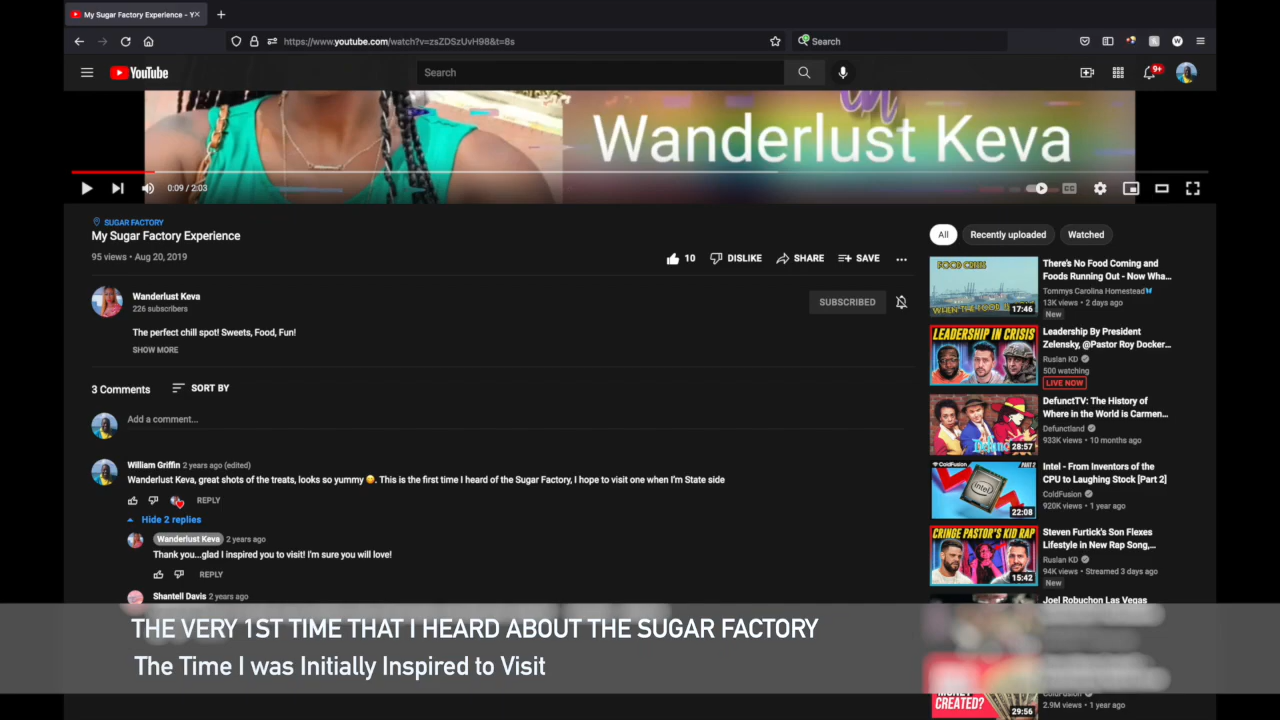 My Sugar Factory Experience - Y
https://www.youtube.com/watch?v=zsZDSzUvH98&t=8s
Search
YouTube
Search
9+
in
Wanderlust Keva
0:09 / 2:03
CC
SUGAR FACTORY
My Sugar Factory Experience
95 views • Aug 20, 2019
10
DISLIKE
SHARE
SAVE
Wanderlust Keva
226 subscribers
SUBSCRIBED
The perfect chill spot! Sweets, Food, Fun!
SHOW MORE
3 Comments
SORT BY
Add a comment...
William Griffin 2 years ago (edited)
Wanderlust Keva, great shots of the treats, looks so yummy 😋. This is the first time I heard of the Sugar Factory, I hope to visit one when I'm State side
REPLY
Hide 2 replies
Wanderlust Keva 2 years ago
Thank you...glad I inspired you to visit! I'm sure you will love!
REPLY
Shantell Davis 2 years ago
All
Recently uploaded
Watched
FOOD CRISIS
WHEN THE FOOD
17:46
There's No Food Coming and
Foods Running Out - Now Wha...
Tommys Carolina Homestead
13K views • 2 days ago
New
LEADERSHIP IN CRISIS
Leadership By President
Zelensky, @Pastor Roy Docker...
Ruslan KD
500 watching
LIVE NOW
28:57
DefunctTV: The History of
Where in the World is Carmen...
Defunctland
933K views • 10 months ago
ColdFusion
PART 2
intel
22:08
Intel - From Inventors of the
CPU to Laughing Stock [Part 2]
ColdFusion
920K views • 1 year ago
CRINGE PASTOR'S KID RAP
15:42
Steven Furtick's Son Flexes
Lifestyle in New Rap Song,...
Ruslan KD
94K views • Streamed 3 days ago
New
Joel Robuchon Las Vegas
THE VERY 1ST TIME THAT I HEARD ABOUT THE SUGAR FACTORY
The Time I was Initially Inspired to Visit
CREATED?
29:56
ColdFusion
2.9M views • 1 year ago